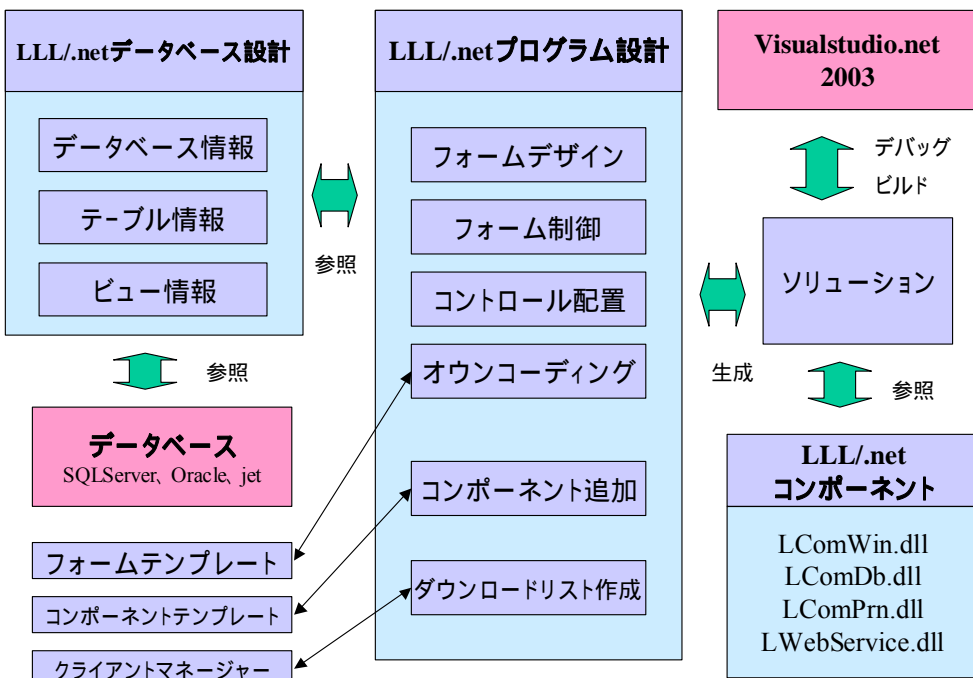 LLL/.netデータベース設計
データベース情報
テーブル情報
ビュー情報
参照
参照
データベース
SQLServer、Oracle、jet
フォームテンプレート
コンポーネントテンプレート
クライアントマネージャー
LLL/.netプログラム設計
フォームデザイン
フォーム制御
コントロール配置
オウンコーディング
コンポーネント追加
ダウンロードリスト作成
生成
Visualstudio.net
2003
デバッグ
ビルド
ソリューション
参照
LLL/.net
コンポーネント
LComWin.dll
LComDb.dll
LComPrn.dll
LWebService.dll